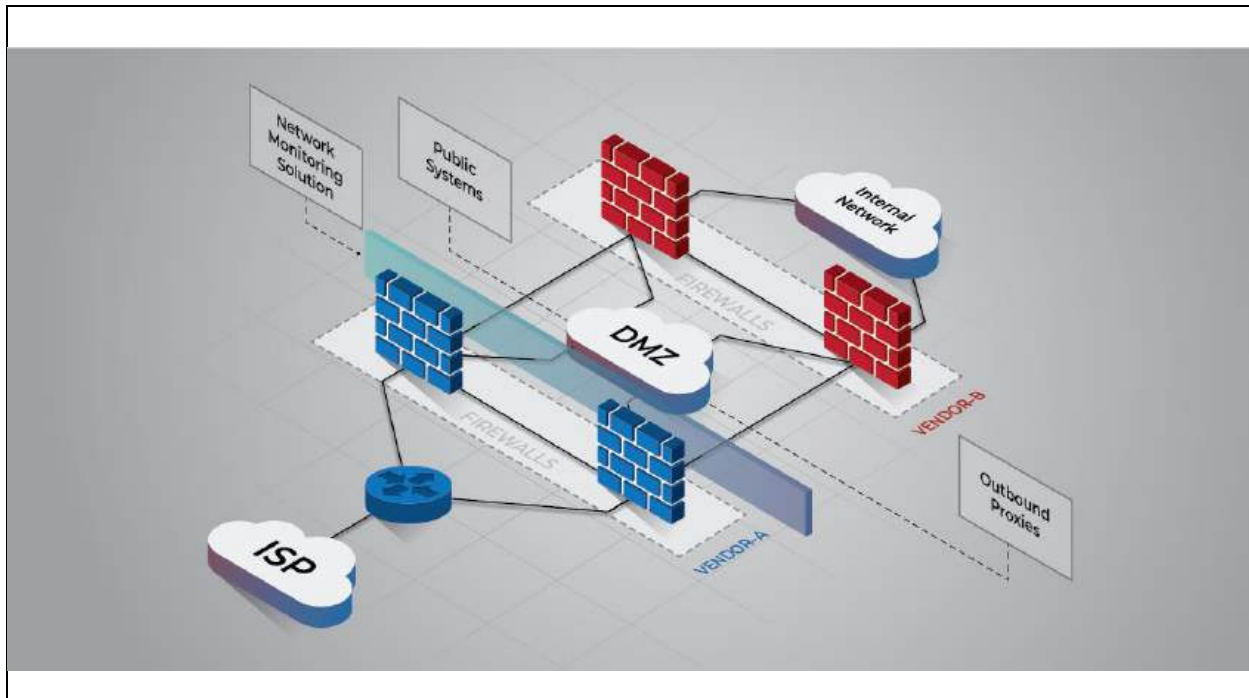 Network
Monitoring
Solution
Public
Systems
Internal
Network
FIREWALLS
DMZ
VENDOR-B
FIREWALLS
Outbound
Proxies
VENDOR-A
ISP